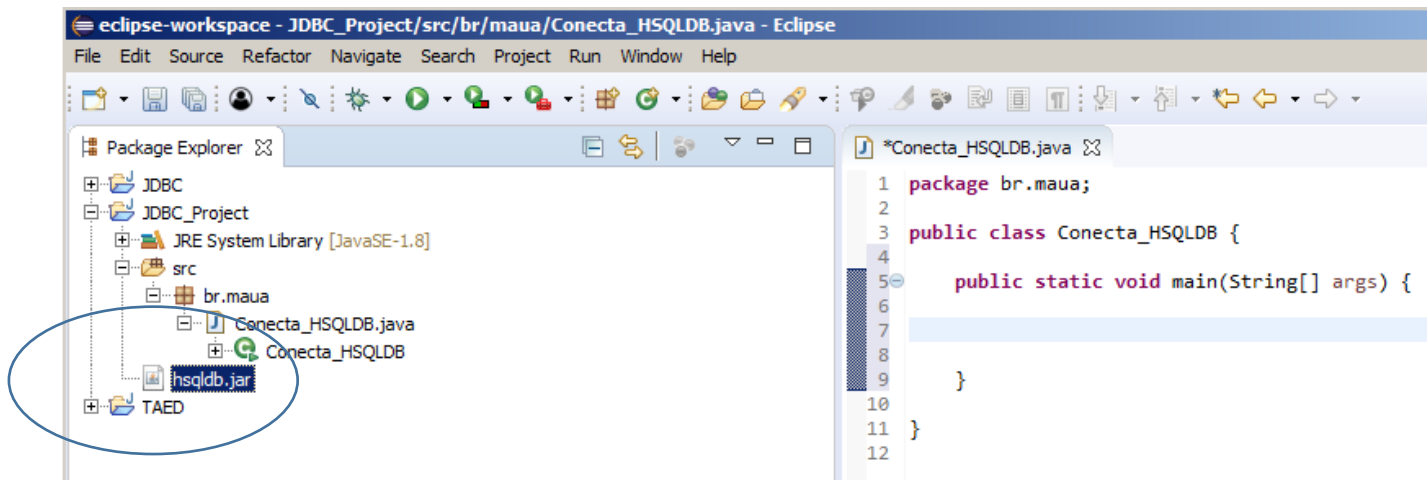 eclipse-workspace - JDBC_Project/src/br/maua/Conecta_HSQLDB.java - Eclipse
File Edit Source Refactor Navigate Search Project Run Window Help
Package Explorer
JDBC
JDBC_Project
JRE System Library [JavaSE-1.8]
src
br.maua
Conecta_HSQLDB.java
Conecta_HSQLDB
hsqldb.jar
TAED
*Conecta_HSQLDB.java
1 package br.maua;
2
3 public class Conecta_HSQLDB {
4
5 public static void main(String[] args) {
6
7
8
9 }
10
11 }
12